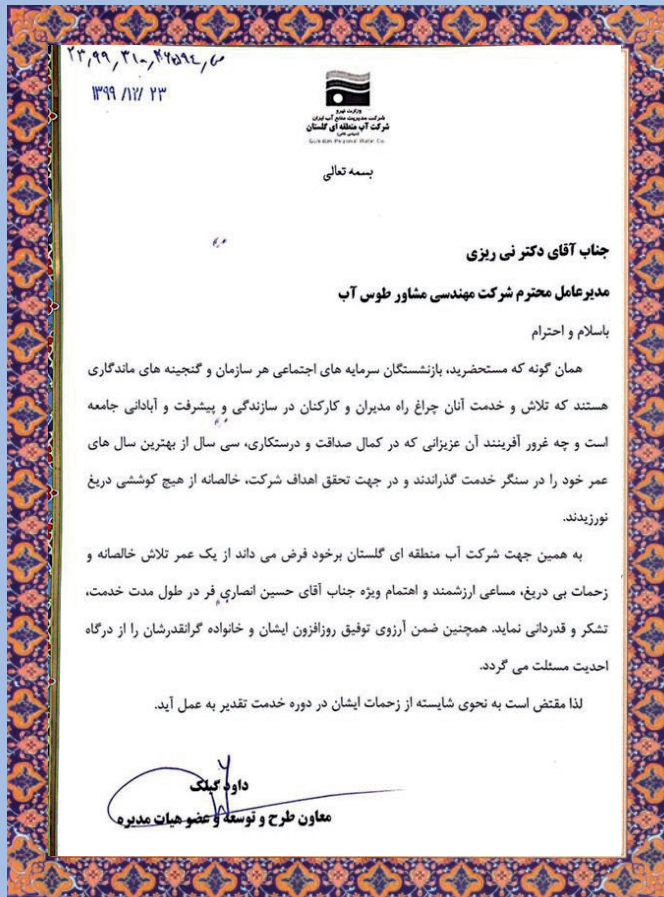 ۱۳۹۹ /۱۲/ ۲۳
وزارت نیرو
شرکت مدیریت منابع آب ایران
شرکت آب منطقه ای گلستان
(سهامی خاص)
Golestan Regional Water Co.
بسمه تعالی
جناب آقای دکتر نی ریزی
مدیرعامل محترم شرکت مهندسی مشاور طوس آب
باسلام و احترام
همان گونه که مستحضرید، بازنشستگان سرمایه های اجتماعی هر سازمان و گنجینه های ماندگاری
هستند که تلاش و خدمت آنان چراغ راه مدیران و کارکنان در سازندگی و پیشرفت و آبادانی جامعه
است و چه غرور آفرینند آن عزیزانی که در کمال صداقت و درستکاری، سی سال از بهترین سال های
عمر خود را در سنگر خدمت گذراندند و در جهت تحقق اهداف شرکت، خالصانه از هیچ کوششی دریغ
نورزیدند.
به همین جهت شرکت آب منطقه ای گلستان برخود فرض می داند از یک عمر تلاش خالصانه و
زحمات بی دریغ، مساعی ارزشمند و اهتمام ویژه جناب آقای حسین انصاری فر در طول مدت خدمت،
تشکر و قدردانی نماید. همچنین ضمن آرزوی توفیق روزافزون ایشان و خانواده گرانقدرشان را از درگاه
احدیت مسئلت می گردد.
لذا مقتض است به نحوی شایسته از زحمات ایشان در دوره خدمت تقدیر به عمل آید.
داود گیلک
معاون طرح و توسعه و عضو هیات مدیره